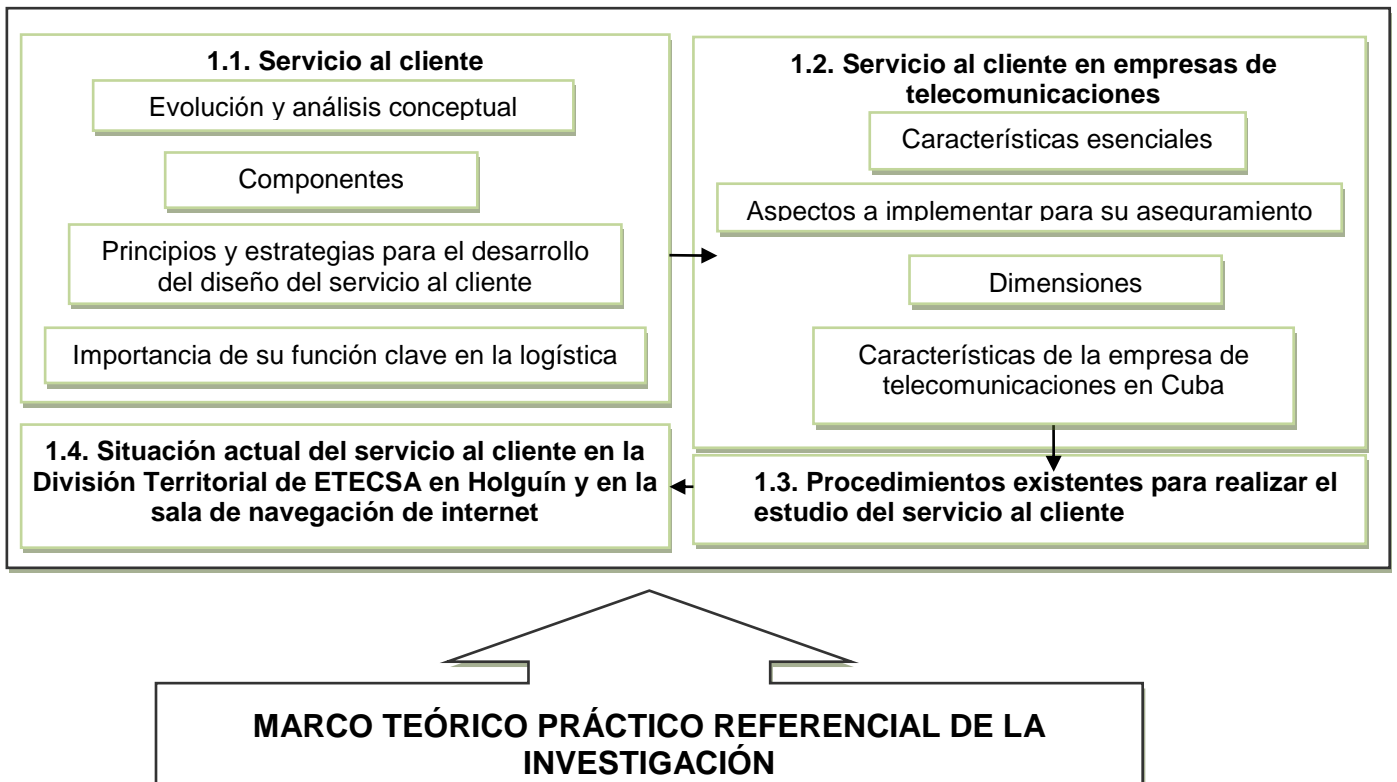 1.1. Servicio al cliente
Evolución y análisis conceptual
Componentes
Principios y estrategias para el desarrollo
del diseño del servicio al cliente
Importancia de su función clave en la logística
1.2. Servicio al cliente en empresas de
telecomunicaciones
Características esenciales
Aspectos a implementar para su aseguramiento
Dimensiones
Características de la empresa de
telecomunicaciones en Cuba
1.3. Procedimientos existentes para realizar el
estudio del servicio al cliente
1.4. Situación actual del servicio al cliente en la
División Territorial de ETECSA en Holguín y en la
sala de navegación de internet
MARCO TEÓRICO PRÁCTICO REFERENCIAL DE LA
INVESTIGACIÓN